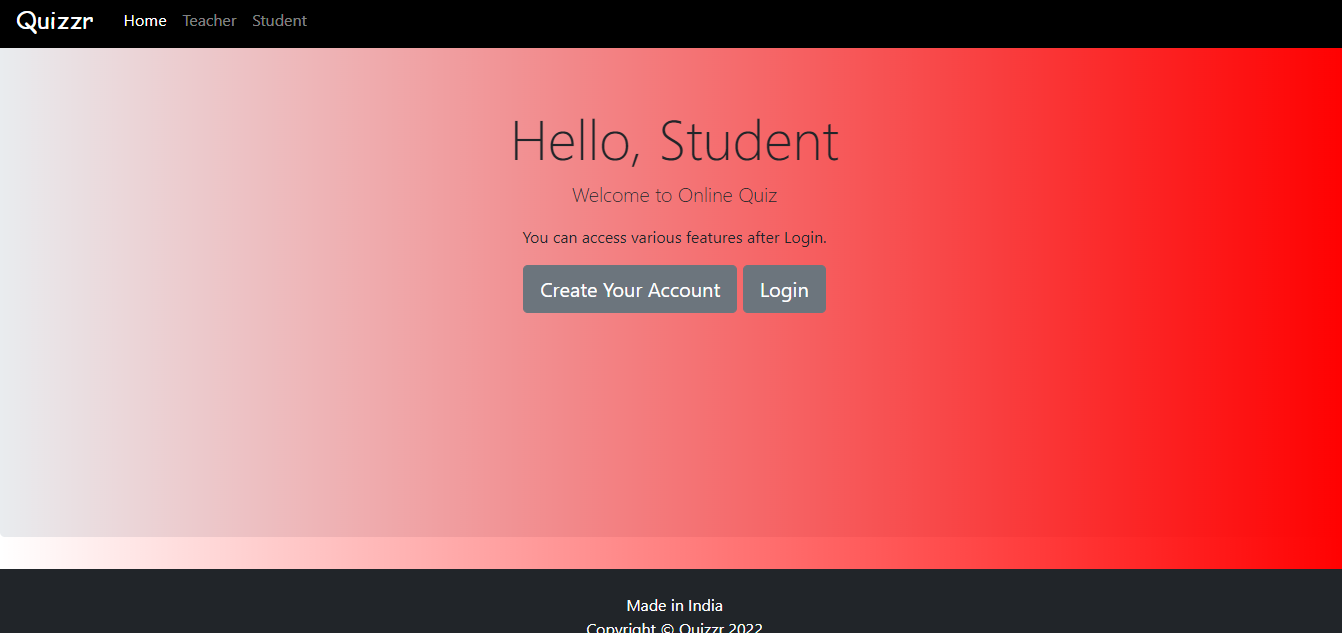 Quizzr Home Teacher Student
Hello, Student
Welcome to Online Quiz
You can access various features after Login.
Create Your Account Login
Made in India
Copyright © Quizzr 2022